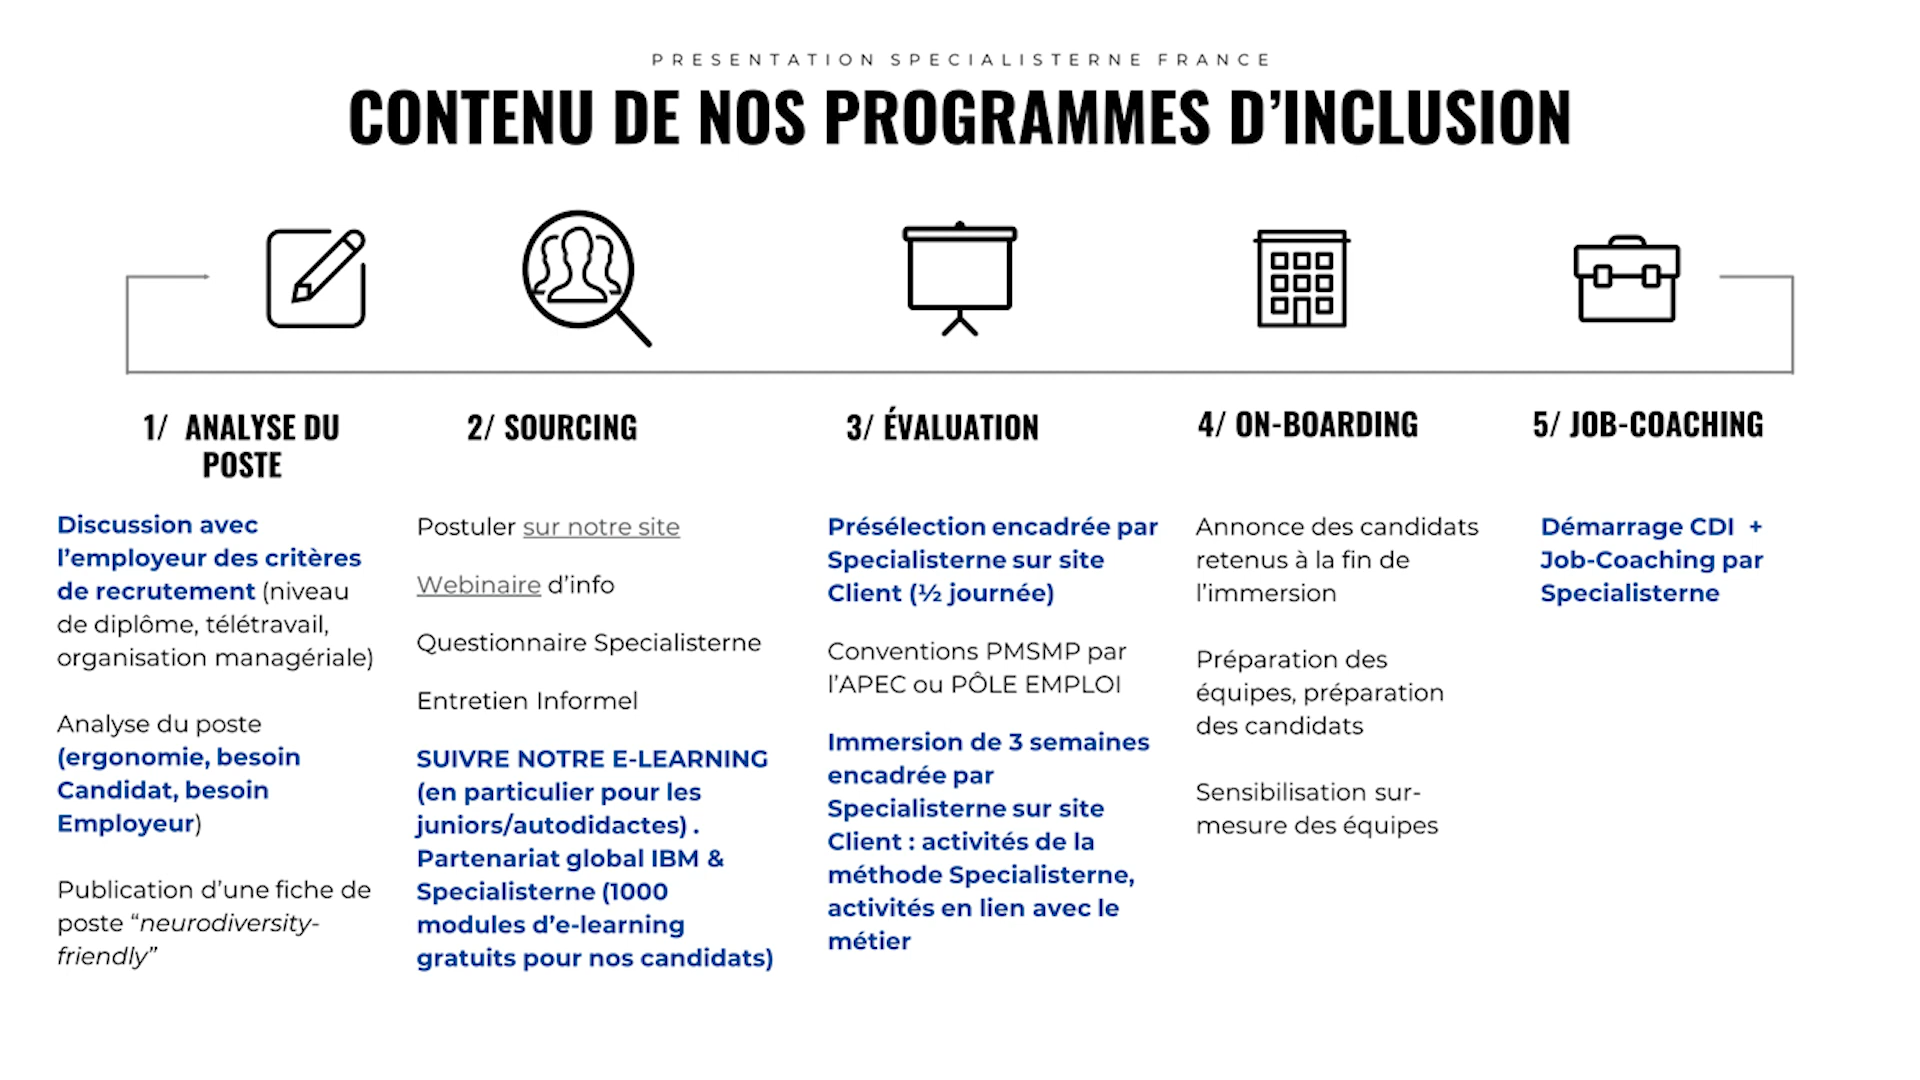 PRESENTATION SPECIALISTERNE FRANCE
CONTENU DE NOS PROGRAMMES D’INCLUSION
1/ ANALYSE DU
POSTE
Discussion avec
l’employeur des critères
de recrutement (niveau
de diplôme, télétravail,
organisation managériale)
Analyse du poste
(ergonomie, besoin
Candidat, besoin
Employeur)
Publication d’une fiche de
poste “neurodiversity-
friendly”
2/ SOURCING
Postuler sur notre site
Webinaire d’info
Questionnaire Specialisterne
Entretien Informel
SUIVRE NOTRE E-LEARNING
(en particulier pour les
juniors/autodidactes) .
Partenariat global IBM &
Specialisterne (1000
modules d’e-learning
gratuits pour nos candidats)
3/ ÉVALUATION
Présélection encadrée par
Specialisterne sur site
Client (½ journée)
Conventions PMSMP par
l’APEC ou PÔLE EMPLOI
Immersion de 3 semaines
encadrée par
Specialisterne sur site
Client : activités de la
méthode Specialisterne,
activités en lien avec le
métier
4/ ON-BOARDING
Annonce des candidats
retenus à la fin de
l’immersion
Préparation des
équipes, préparation
des candidats
Sensibilisation sur-
mesure des équipes
5/ JOB-COACHING
Démarrage CDI +
Job-Coaching par
Specialisterne